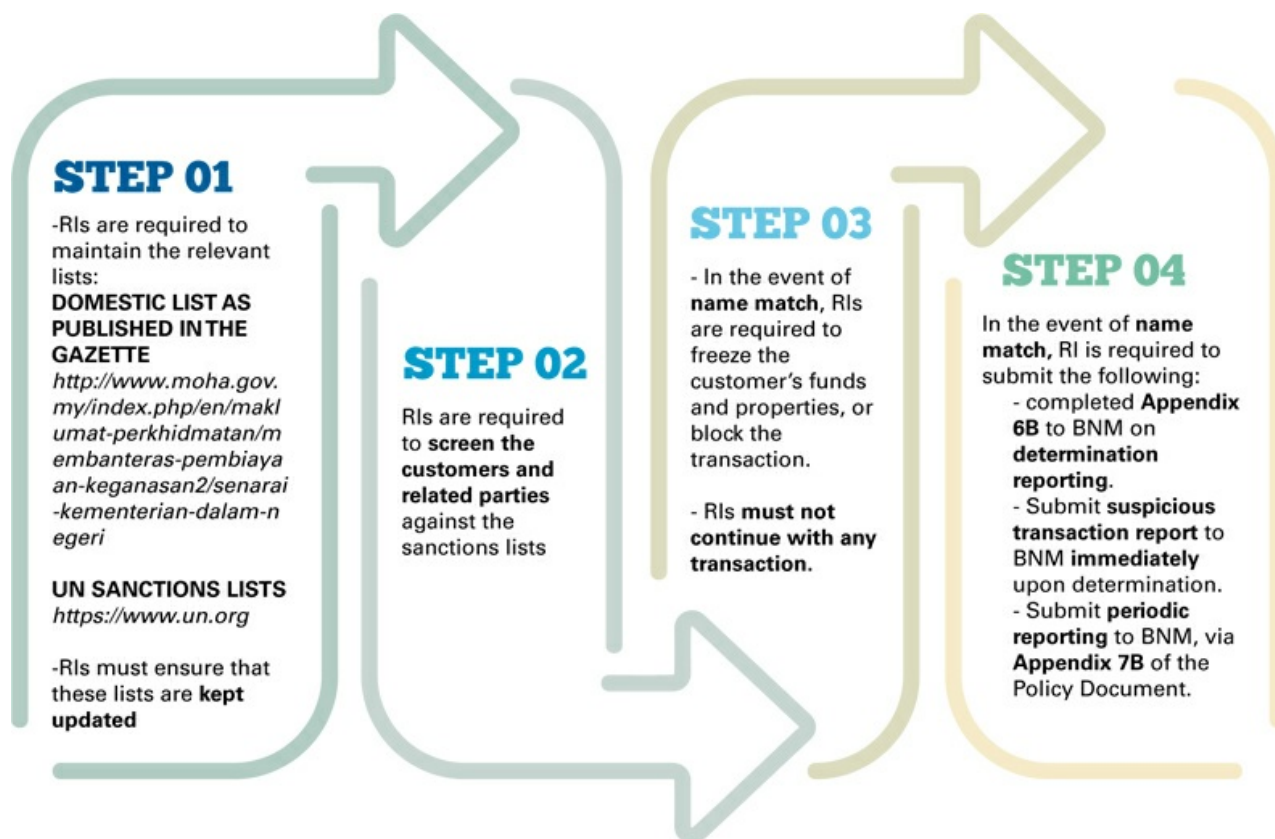 STEP 01
-RIs are required to
maintain the relevant
lists:
DOMESTIC LIST AS
PUBLISHED IN THE
GAZETTE
http://www.moha.gov.
my/index.php/en/makl
umat-perkhidmatan/m
embanteras-pembiaya
an-keganasan2/senarai
-kementerian-dalam-n
egeri
UN SANCTIONS LISTS
https://www.un.org
-RIs must ensure that
these lists are kept
updated
STEP 02
RIs are required
to screen the
customers and
related parties
against the
sanctions lists
STEP 03
- In the event of
name match, RIs
are required to
freeze the
customer's funds
and properties, or
block the
transaction.
- RIs must not
continue with any
transaction.
STEP 04
In the event of name
match, RI is required to
submit the following:
- completed Appendix
6B to BNM on
determination
reporting.
- Submit suspicious
transaction report to
BNM immediately
upon determination.
- Submit periodic
reporting to BNM, via
Appendix 7B of the
Policy Document.